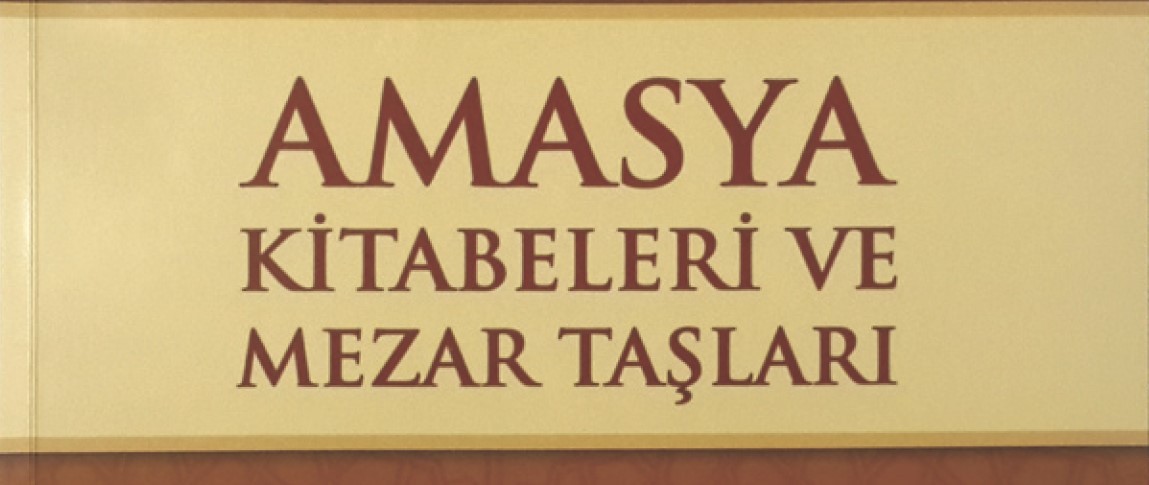 AMASYA
KİTABELERİ VE
MEZAR TAŞLARI